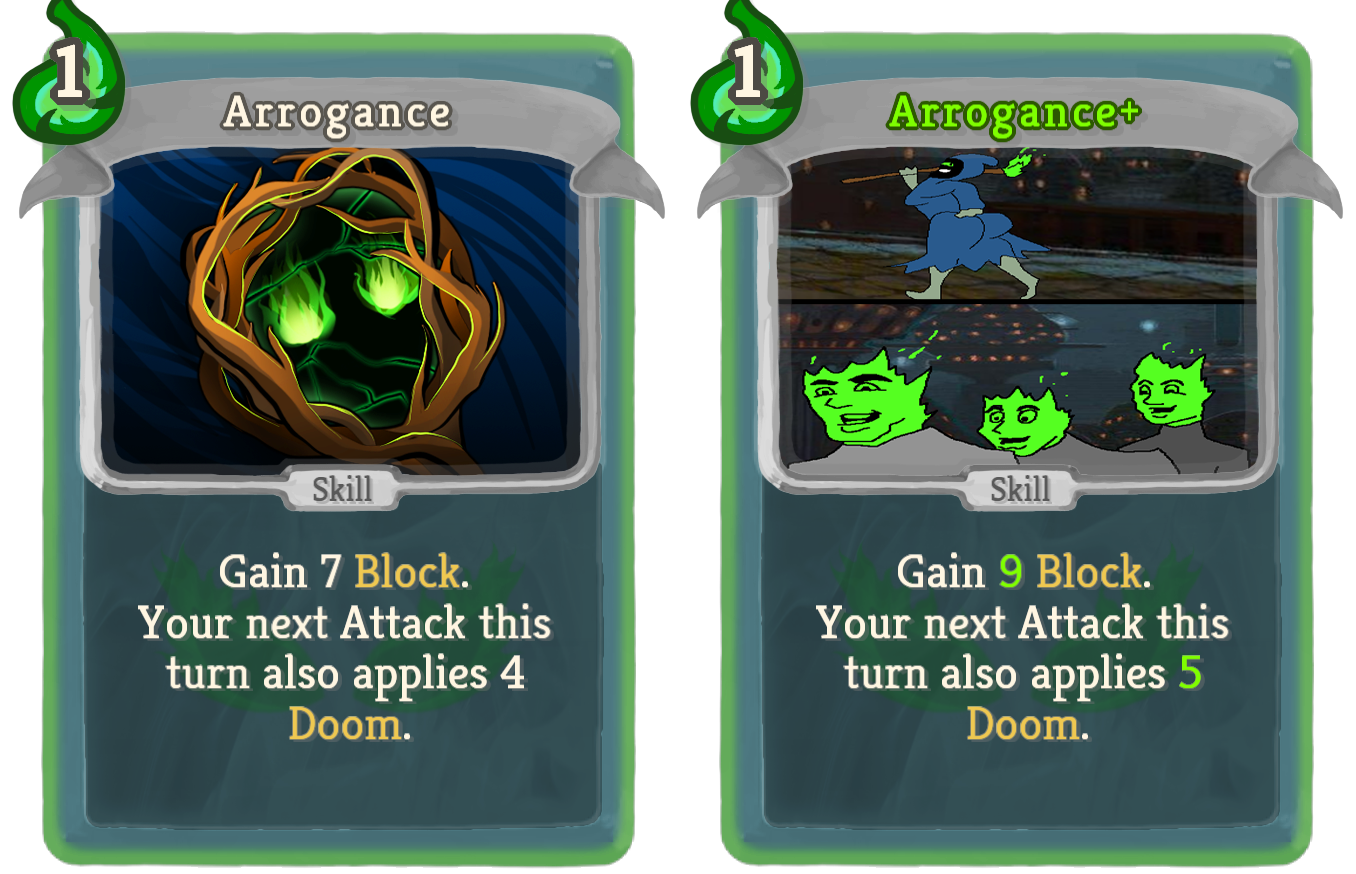 1
Arrogance
Skill
Gain 7 Block.
Your next Attack this
turn also applies 4
Doom.
1
Arrogance+
Skill
Gain 9 Block.
Your next Attack this
turn also applies 5
Doom.